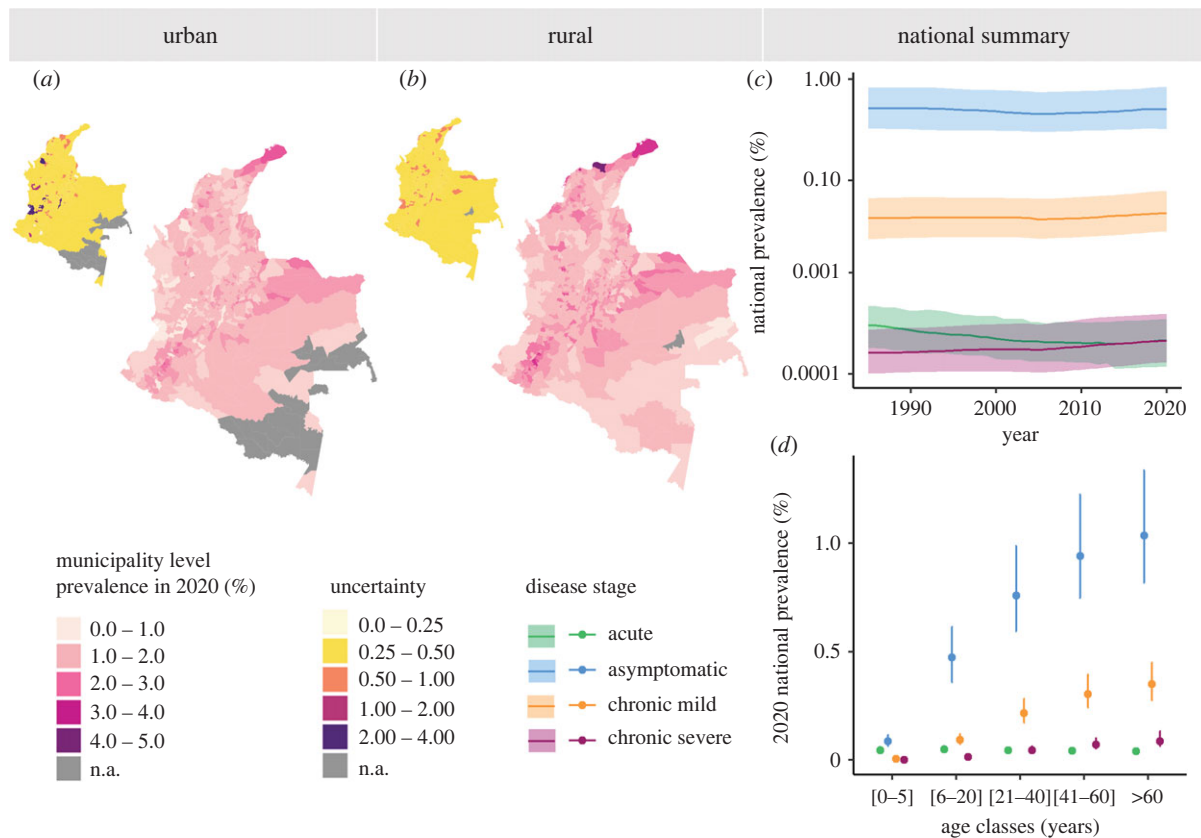 urban
rural
national summary
(a)
(b)
(c)
national prevalence (%)
1.00
0.10
0.001
0.0001
1990
2000
2010
2020
year
(d)
2020 national prevalence (%)
1.0
0.5
0
[0–5]
[6–20]
[21–40]
[41–60]
>60
age classes (years)
municipality level
prevalence in 2020 (%)
0.0 – 1.0
1.0 – 2.0
2.0 – 3.0
3.0 – 4.0
4.0 – 5.0
n.a.
uncertainty
0.0 – 0.25
0.25 – 0.50
0.50 – 1.00
1.00 – 2.00
2.00 – 4.00
n.a.
disease stage
acute
asymptomatic
chronic mild
chronic severe